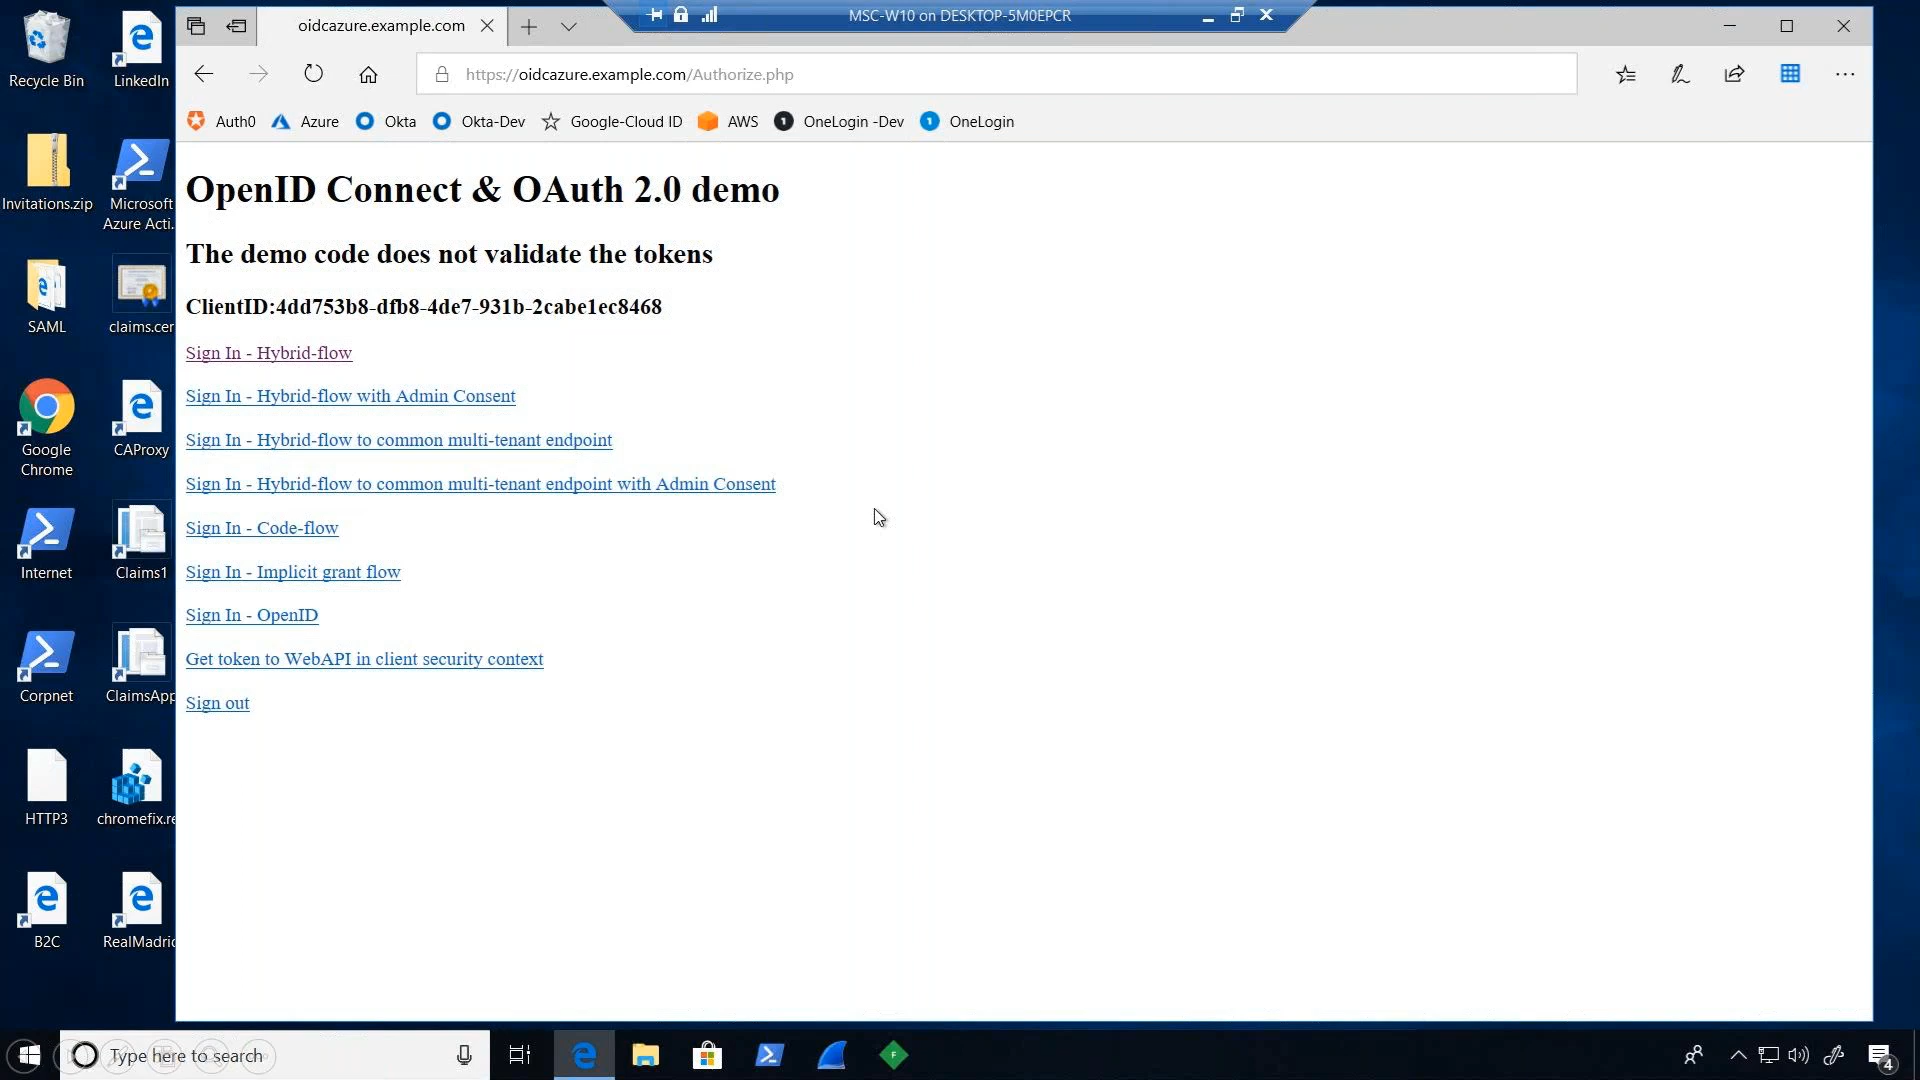 MSC-W10 on DESKTOP-5M0EPCR
oidcazure.example.com
https://oidcazure.example.com/Authorize.php
Auth0
Azure
Okta
Okta-Dev
Google-Cloud ID
AWS
OneLogin -Dev
OneLogin
OpenID Connect & OAuth 2.0 demo
The demo code does not validate the tokens
ClientID:4dd753b8-dfb8-4de7-931b-2cabe1ec8468
Sign In - Hybrid-flow
Sign In - Hybrid-flow with Admin Consent
Sign In - Hybrid-flow to common multi-tenant endpoint
Sign In - Hybrid-flow to common multi-tenant endpoint with Admin Consent
Sign In - Code-flow
Sign In - Implicit grant flow
Sign In - OpenID
Get token to WebAPI in client security context
Sign out
Recycle Bin
LinkedIn
Invitations.zip
Microsoft
Azure Acti...
SAML
claims.cer
Google
Chrome
CAProxy
Internet
Claims1
Corpnet
ClaimsApp
HTTP3
chromefix.re
B2C
RealMadrid
Type here to search
4